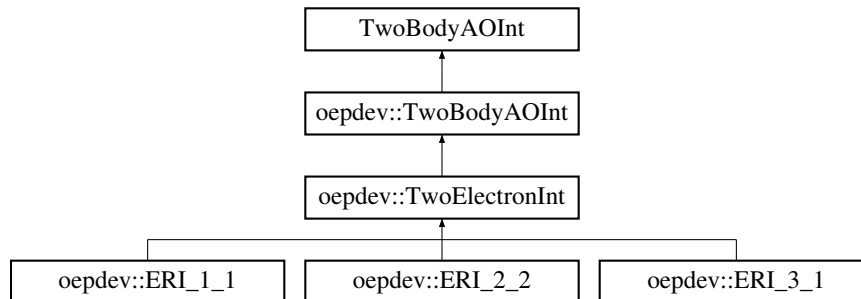 TwoBodyAOInt
oepdev::TwoBodyAOInt
oepdev::TwoElectronInt
oepdev::ERI_1_1
oepdev::ERI_2_2
oepdev::ERI_3_1